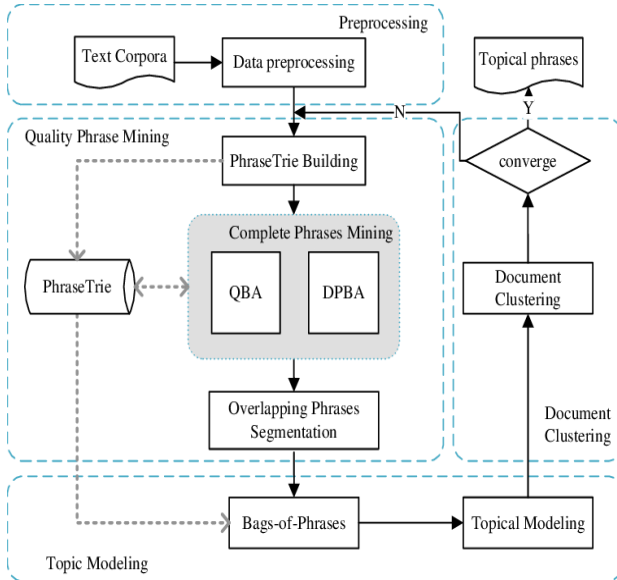 Preprocessing
Text Corpora
Data preprocessing
Topical phrases
N
Y
Quality Phrase Mining
PhraseTrie Building
converge
Complete Phrases Mining
PhraseTrie
QBA
DPBA
Document
Clustering
Overlapping Phrases
Segmentation
Document
Clustering
Bags-of-Phrases
Topical Modeling
Topic Modeling